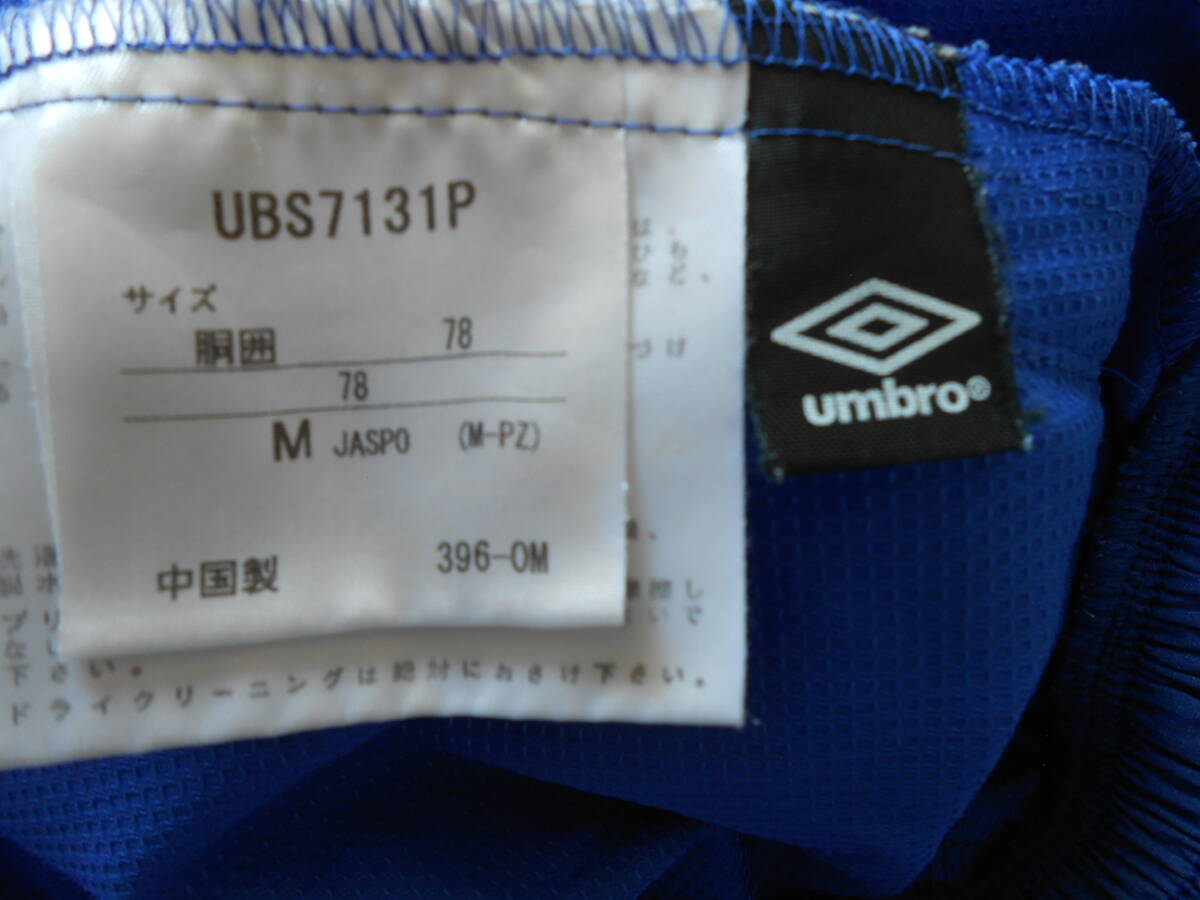 UBS7131P
サイズ
胴囲 78
78
M JASPO (M-PZ)
中国製 396-OM
下さい。
ドライクリーニングは絶対におさけ下さい。
umbro®